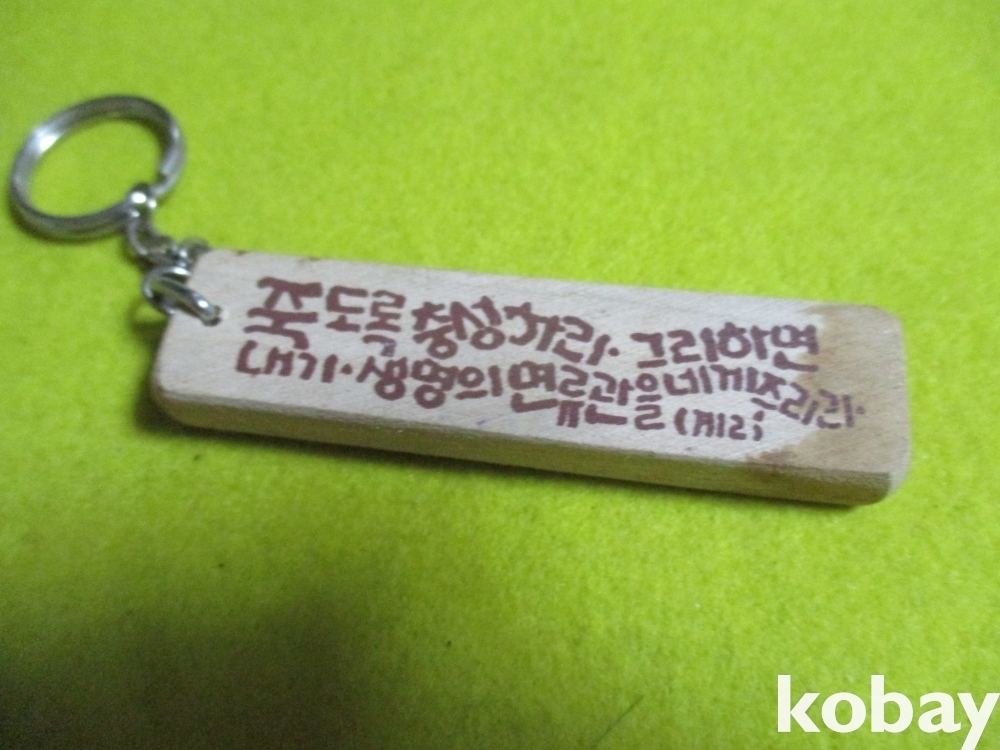 죽도록 충성하라. 그리하면
내가 생명의 면류관을 네게 주리라.
(계2;
kobay